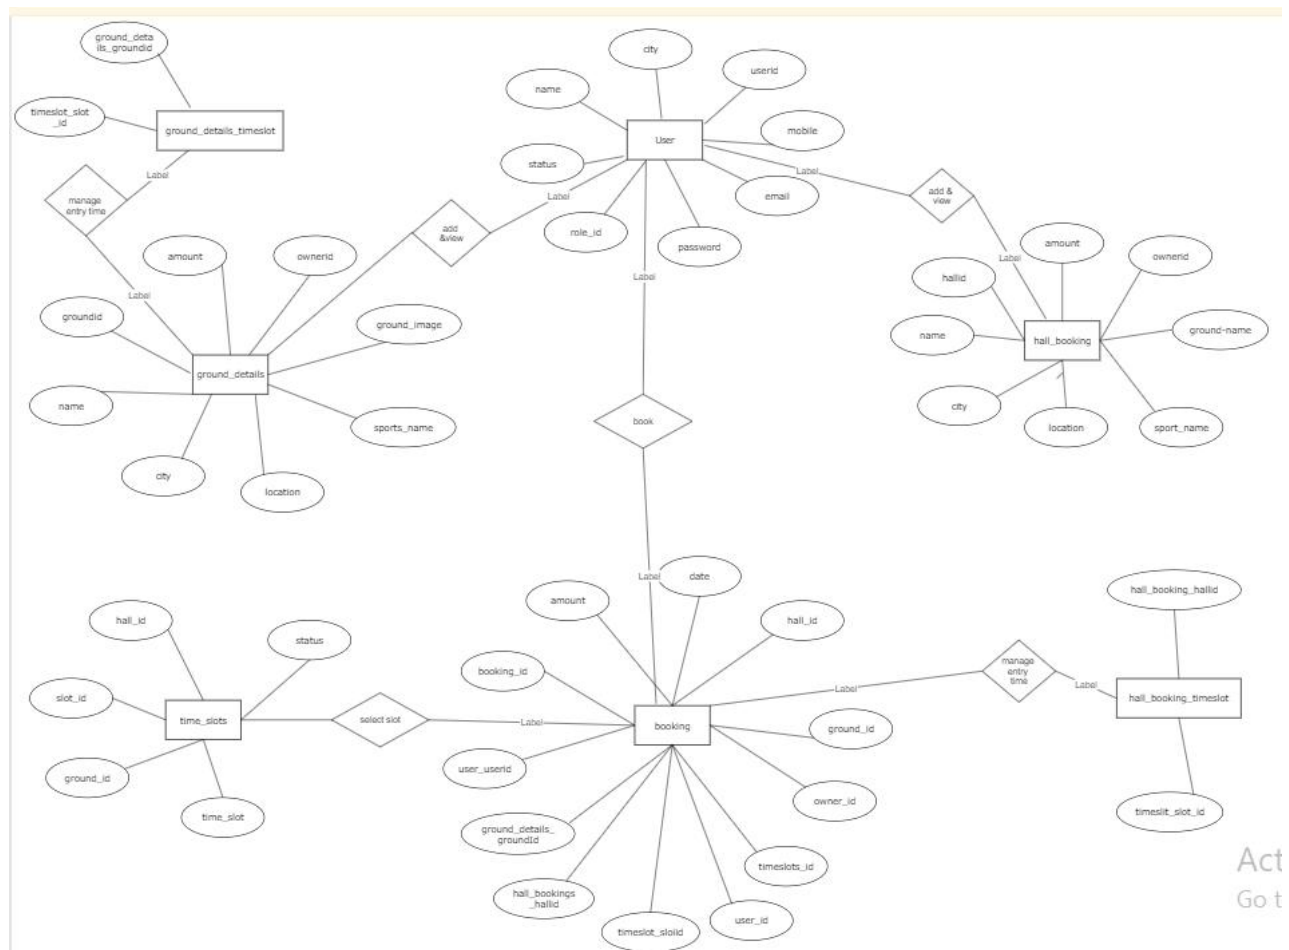 ground_deta
ils_groundid
city
userid
name
timeslot_slot
_id
ground_details_timeslot
mobile
User
status
Label
Label
Label
email
add &
view
manage
entry time
Label
role_id
add
&view
password
amount
ownerid
amount
ownerid
Label
Label
hallid
Label
groundid
ground_image
name
hall_booking
ground-name
ground_details
name
sports_name
city
location
sport_name
book
city
location
Label
date
amount
hall_booking_hallid
hall_id
status
hall_id
booking_id
manage
entry
time
Label
Label
slot_id
time_slots
select slot
Label
booking
ground_id
hall_booking_timeslot
user_userid
ground_id
owner_id
time_slot
timeslit_slot_id
ground_details_
groundId
timeslots_id
hall_bookings
_hallid
user_id
timeslot_sloiid
Act
Go t